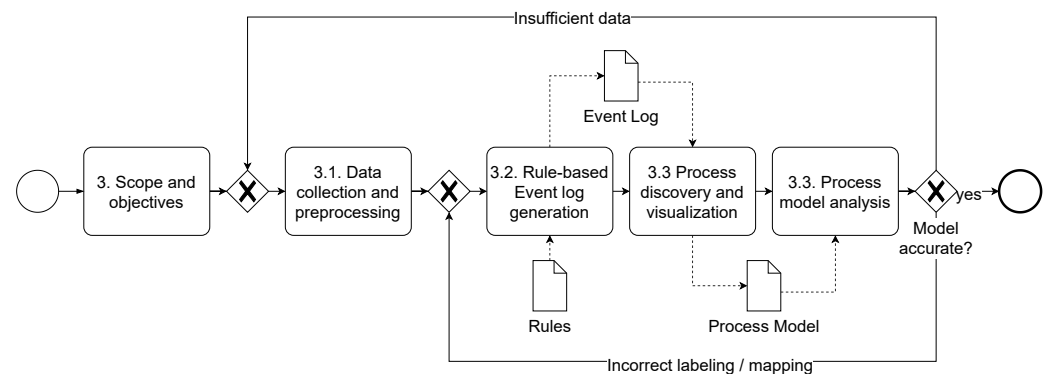 Insufficient data
Event Log
3. Scope and
objectives
3.1. Data
collection and
preprocessing
3.2. Rule-based
Event log
generation
3.3 Process
discovery and
visualization
3.3. Process
model analysis
yes
Model
accurate?
Rules
Process Model
Incorrect labeling / mapping